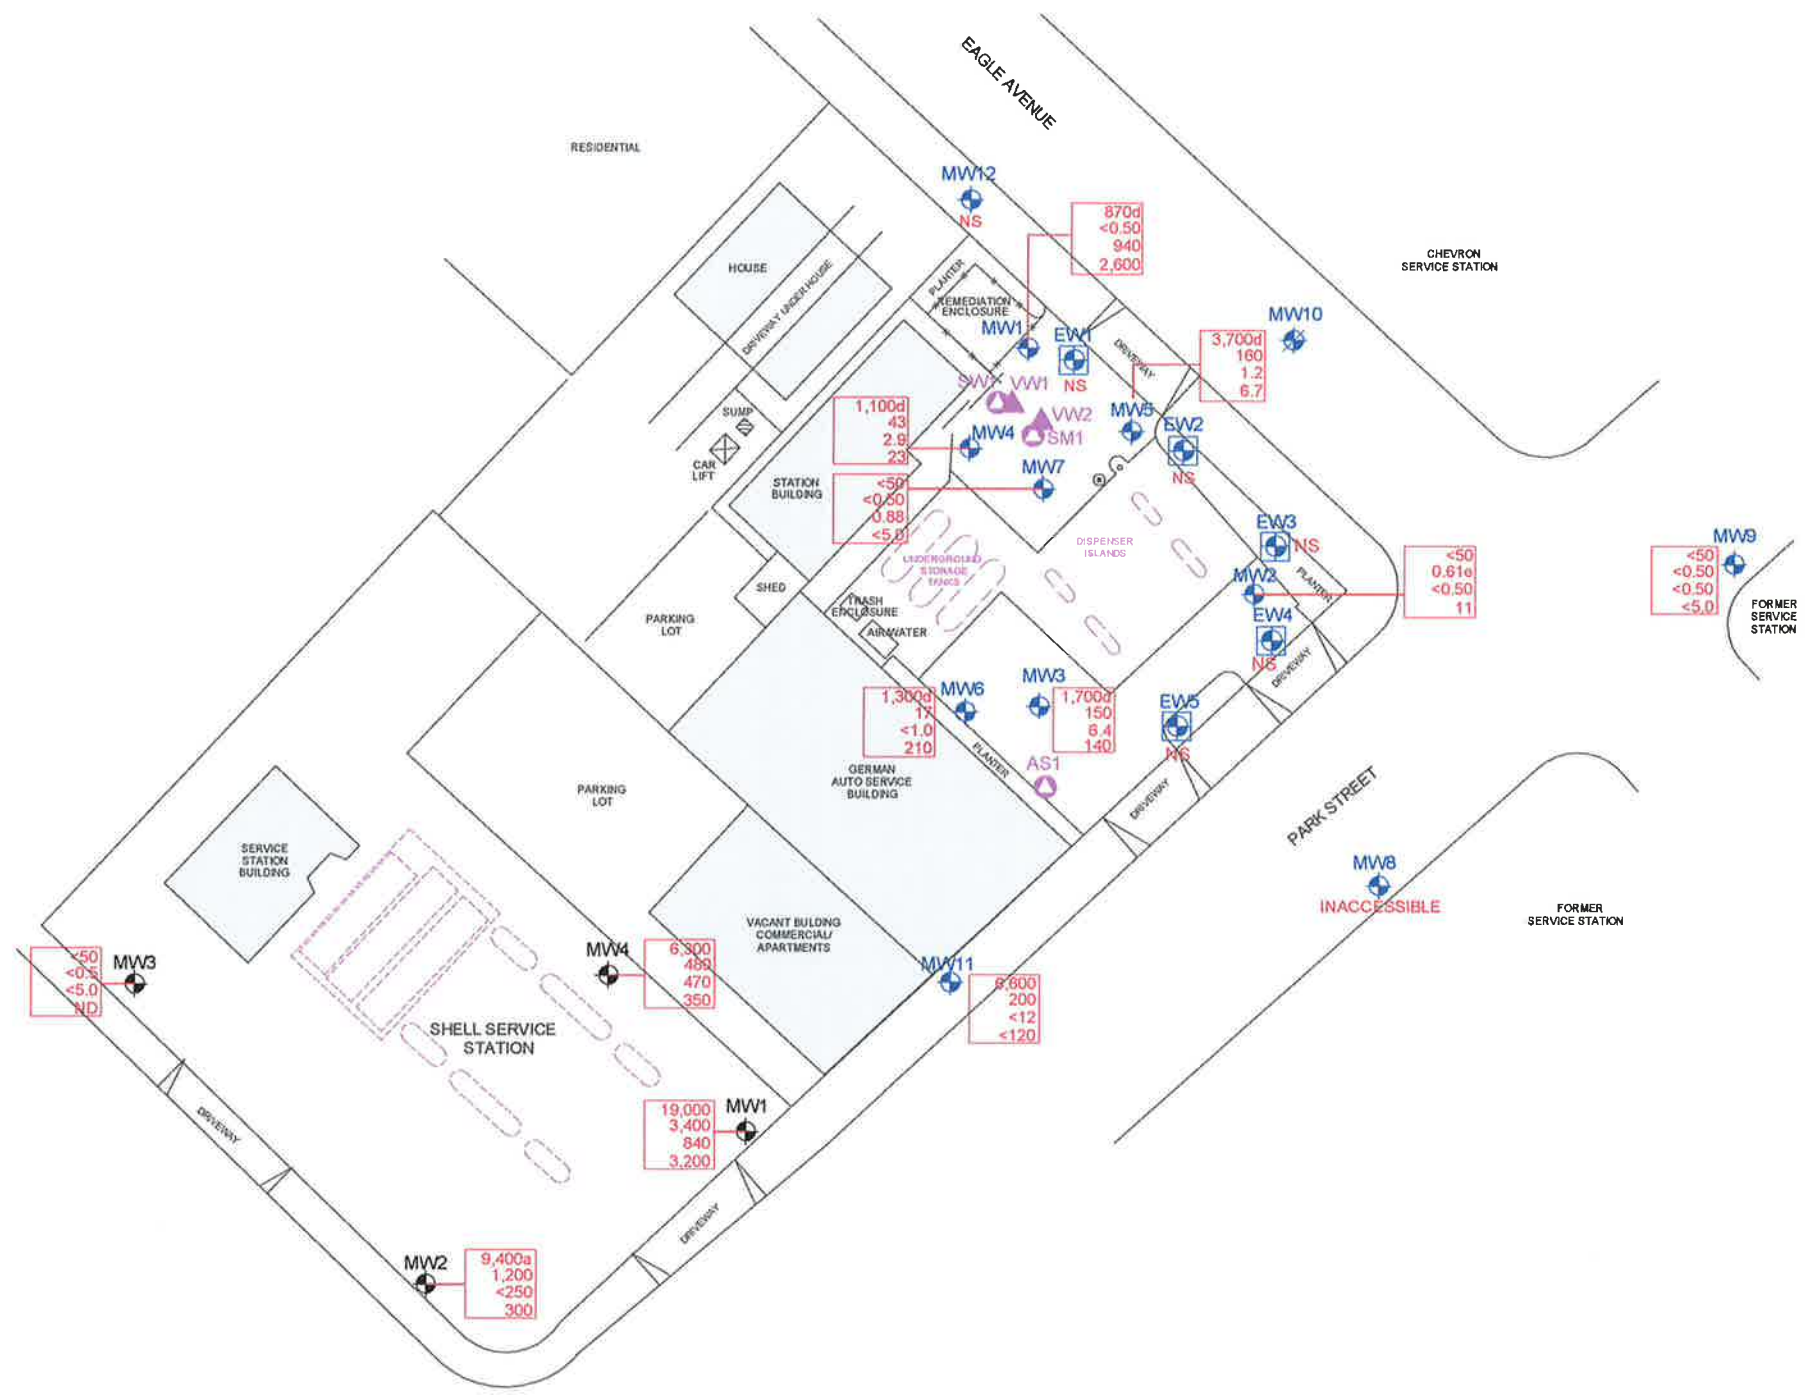 EAGLE AVENUE
RESIDENTIAL
MW12
NS
870d
<0.50
940
2,600
CHEVRON
SERVICE STATION
HOUSE
DRIVEWAY UNDER HOUSE
PLANTER
REMEDIATION
ENCLOSURE
MW1
EW1
NS
DRIVEWAY
MW10
3,700d
160
1.2
6.7
SW1
VW1
VW2
SM1
MW5
EW2
NS
SUMP
CAR
LIFT
1,100d
43
2.9
23
MW4
MW7
STATION
BUILDING
<50
<0.50
0.88
<5.0
UNDERGROUND
STORAGE
TANKS
DISPENSER
ISLANDS
EW3
NS
MW2
PLANTER
<50
0.61e
<0.50
11
EW4
NS
DRIVEWAY
MW9
<50
<0.50
<0.50
<5.0
FORMER
SERVICE
STATION
SHED
TRASH
ENCLOSURE
AIR/WATER
PARKING
LOT
MW6
1,300d
17
<1.0
210
MW3
1,700d
150
6.4
140
EW5
NS
PLANTER
AS1
DRIVEWAY
GERMAN
AUTO SERVICE
BUILDING
PARKING
LOT
PARK STREET
MW8
INACCESSIBLE
FORMER
SERVICE STATION
SERVICE
STATION
BUILDING
VACANT BULDING
COMMERCIAL/
APARTMENTS
MW3
<50
<0.5
<5.0
ND
MW4
6,300
480
470
350
MW11
6,600
200
<12
<120
SHELL SERVICE
STATION
MW1
19,000
3,400
840
3,200
DRIVEWAY
DRIVEWAY
MW2
9,400a
1,200
<250
300